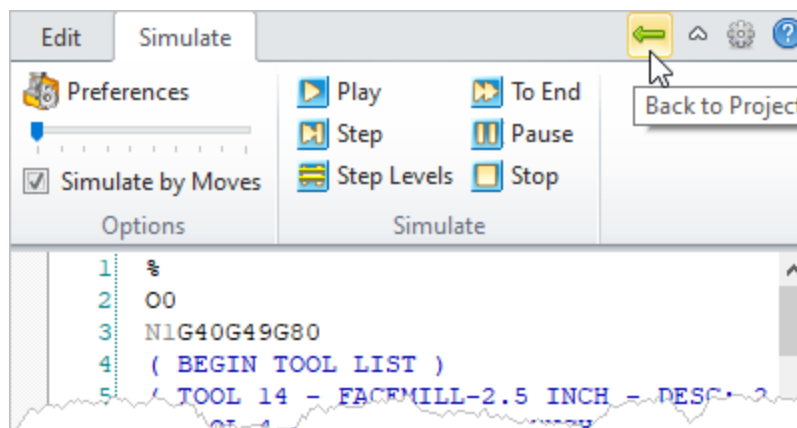 Edit Simulate
Preferences Play To End Back to Project
Step Pause
Simulate by Moves Step Levels Stop
Options Simulate
1 %
2 O0
3 N1G40G49G80
4 ( BEGIN TOOL LIST )
5 ( TOOL 14 - FACEMILL-2.5 INCH - DESC: